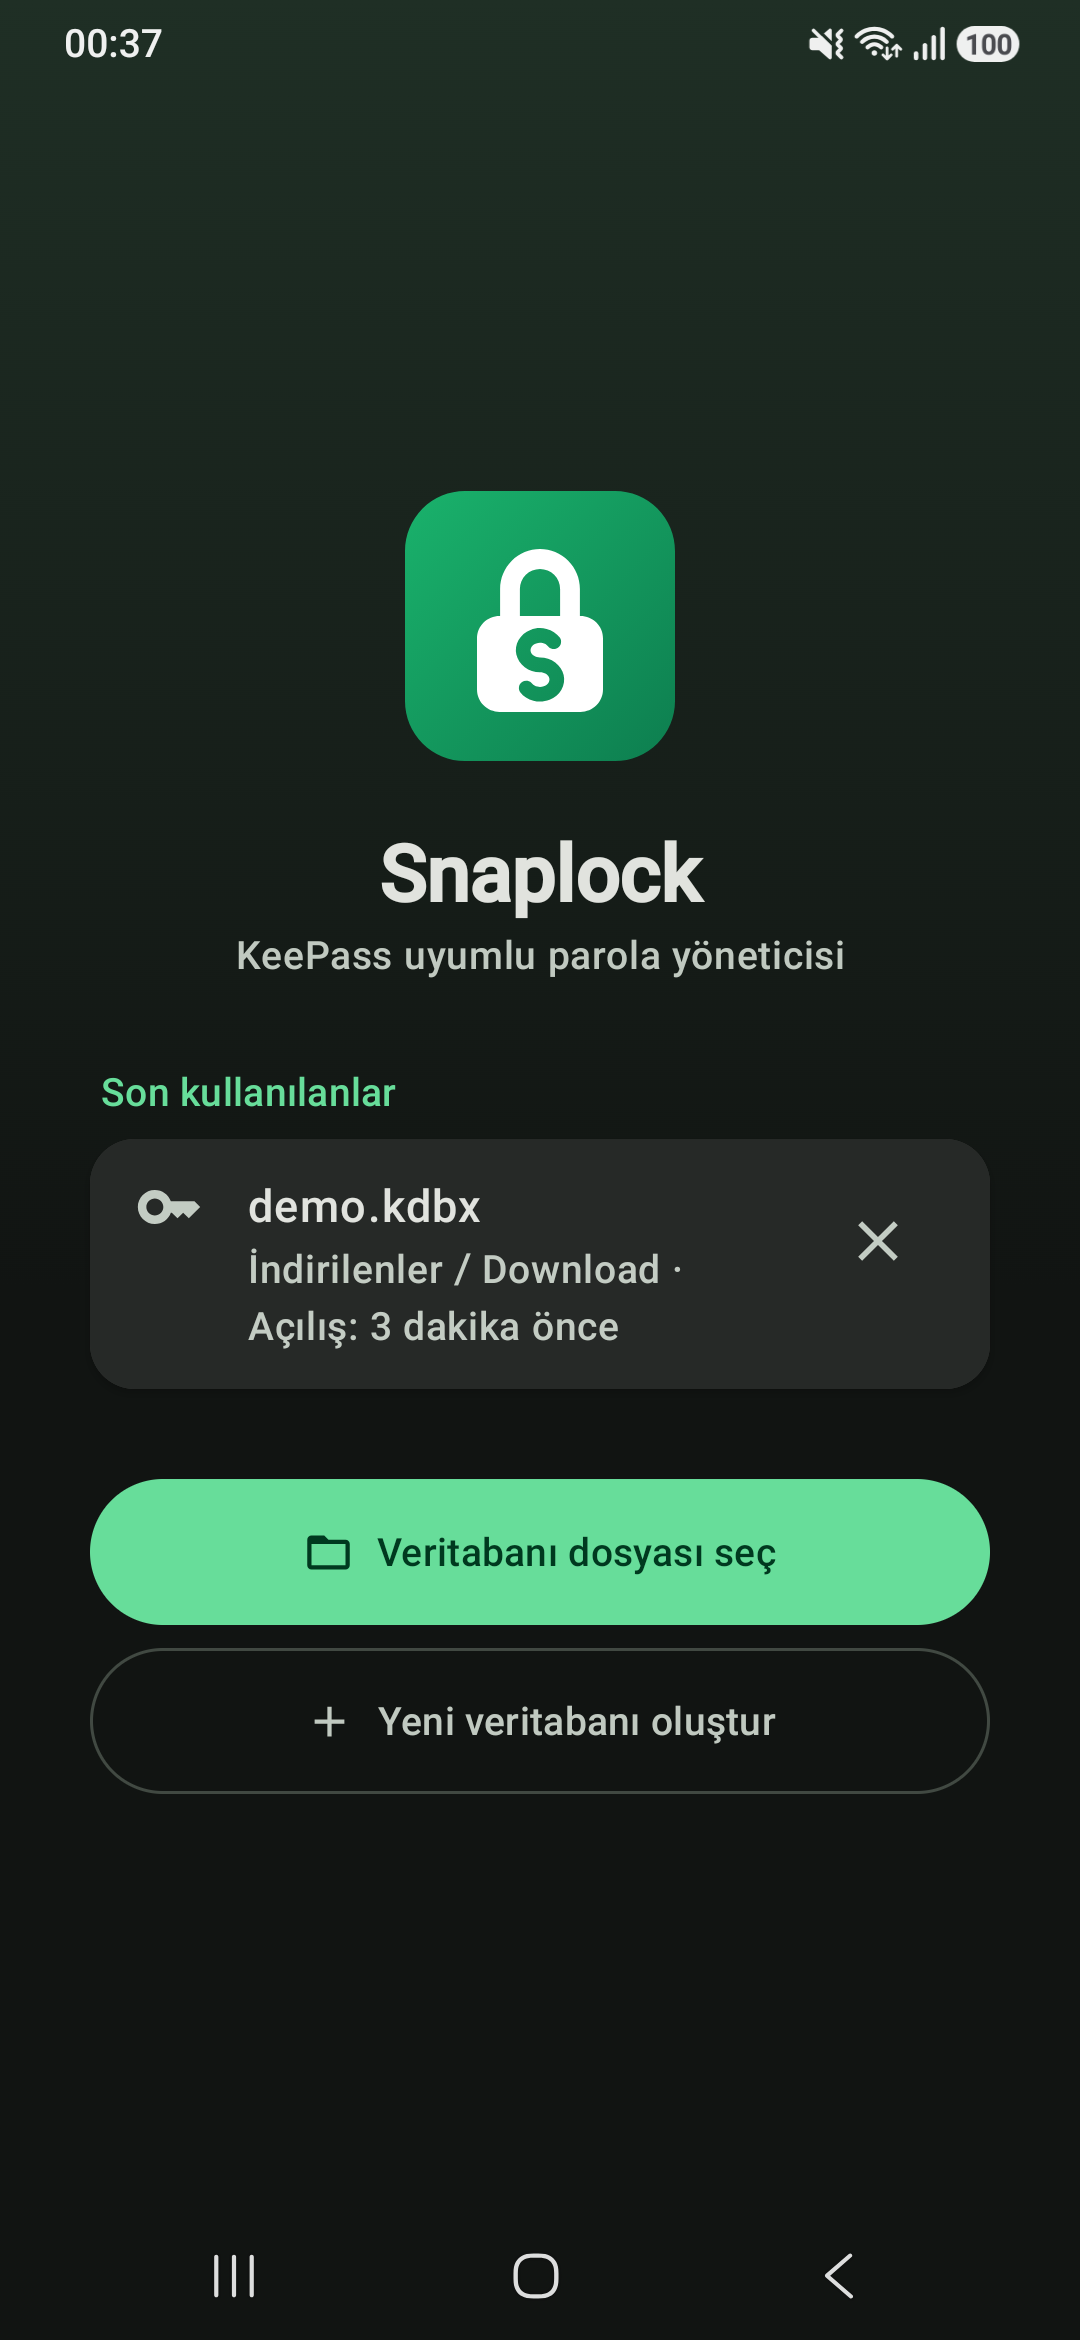 00:37
100
S
Snaplock
KeePass uyumlu parola yöneticisi
Son kullanılanlar
demo.kdbx
İndirilenler / Download ·
Açılış: 3 dakika önce
Veritabanı dosyası seç
Yeni veritabanı oluştur